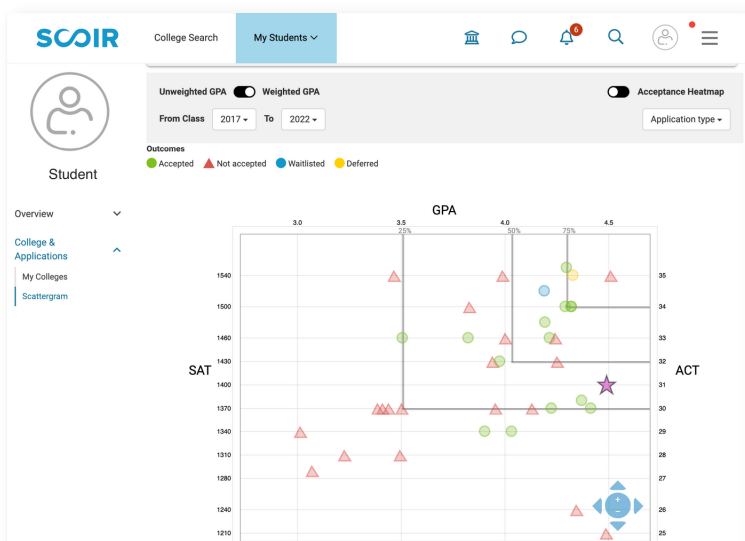 SCOIR College Search My Students 6
Unweighted GPA Weighted GPA Acceptance Heatmap
From Class 2017 To 2022 Application type
Outcomes
Accepted Not accepted Waitlisted Deferred
Student
Overview
College &
Applications
My Colleges
Scattergram
GPA
3.0 3.5 4.0 4.5
25% 50% 75%
1540 35
1500 34
1460 33
1430 32
SAT ACT
1400 31
1370 30
1340 29
1310 28
1280 27
1240 26
1210 25
+
−